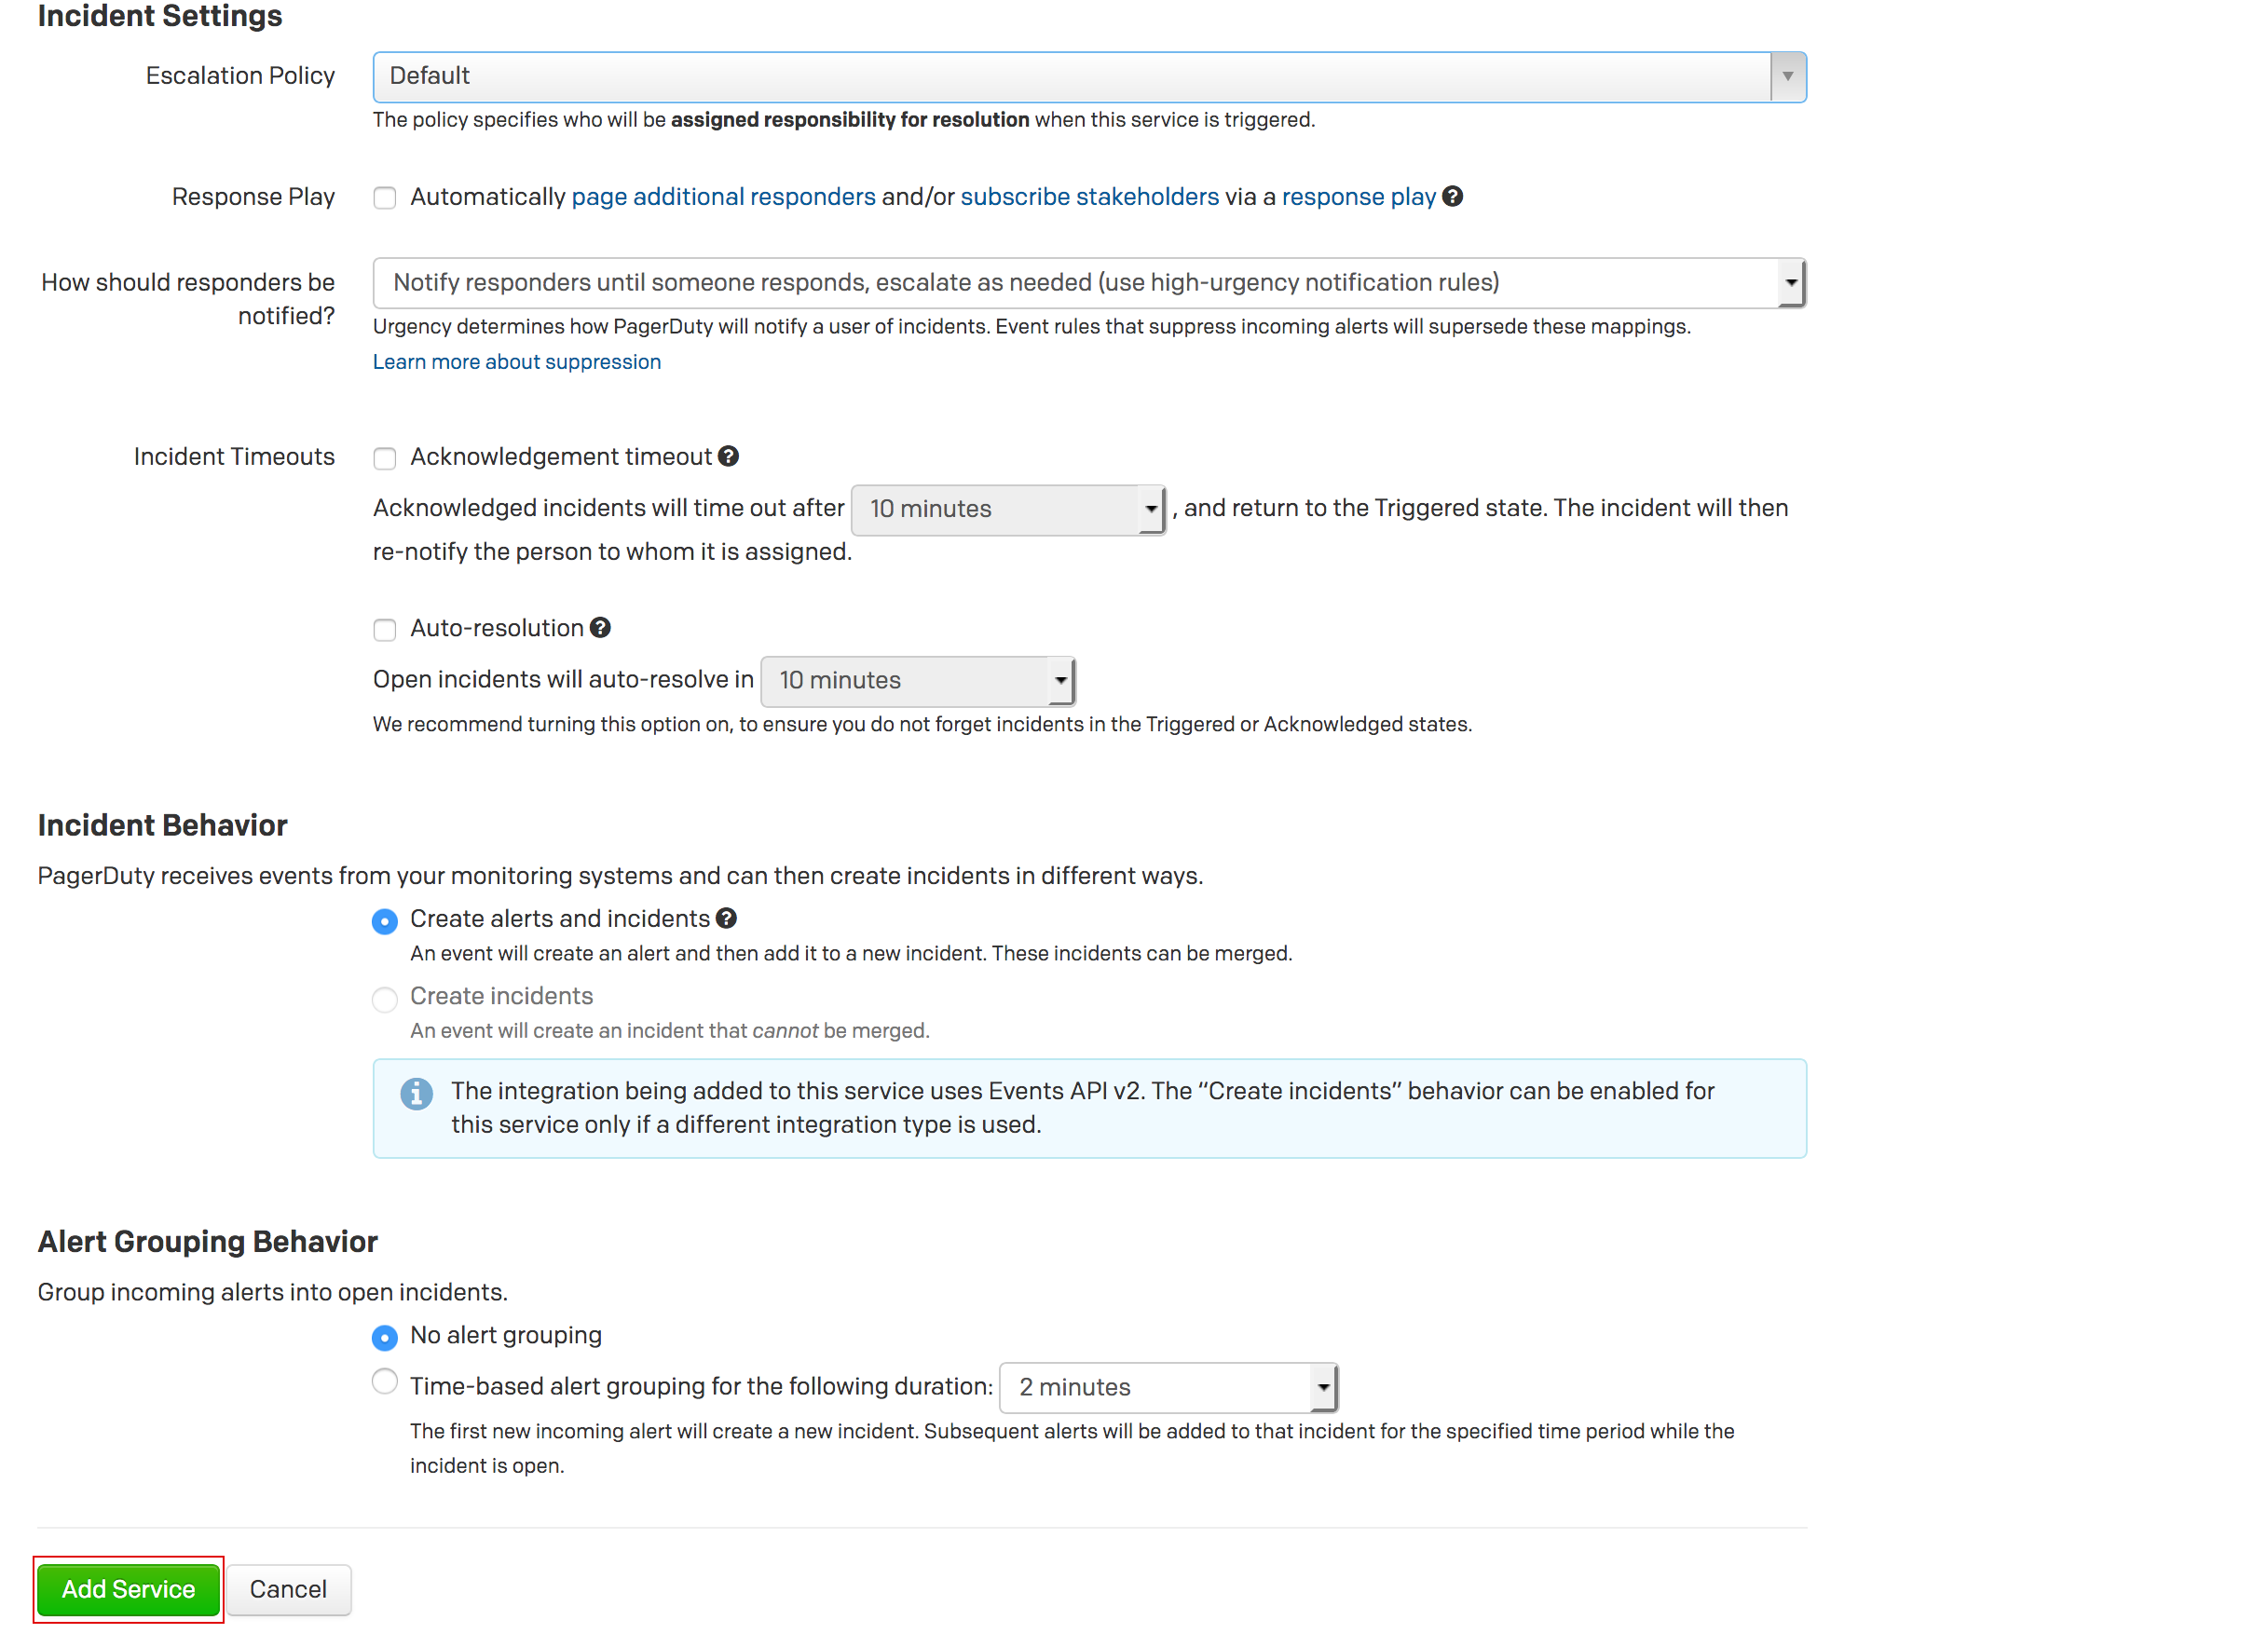 Incident Settings
Escalation Policy
Default
The policy specifies who will be assigned responsibility for resolution when this service is triggered.
Response Play
Automatically page additional responders and/or subscribe stakeholders via a response play ?
How should responders be
notified?
Notify responders until someone responds, escalate as needed (use high-urgency notification rules)
Urgency determines how PagerDuty will notify a user of incidents. Event rules that suppress incoming alerts will supersede these mappings.
Learn more about suppression
Incident Timeouts
Acknowledgement timeout ?
Acknowledged incidents will time out after 10 minutes , and return to the Triggered state. The incident will then
re-notify the person to whom it is assigned.
Auto-resolution ?
Open incidents will auto-resolve in 10 minutes
We recommend turning this option on, to ensure you do not forget incidents in the Triggered or Acknowledged states.
Incident Behavior
PagerDuty receives events from your monitoring systems and can then create incidents in different ways.
Create alerts and incidents ?
An event will create an alert and then add it to a new incident. These incidents can be merged.
Create incidents
An event will create an incident that cannot be merged.
The integration being added to this service uses Events API v2. The “Create incidents” behavior can be enabled for
this service only if a different integration type is used.
Alert Grouping Behavior
Group incoming alerts into open incidents.
No alert grouping
Time-based alert grouping for the following duration: 2 minutes
The first new incoming alert will create a new incident. Subsequent alerts will be added to that incident for the specified time period while the
incident is open.
Add Service
Cancel